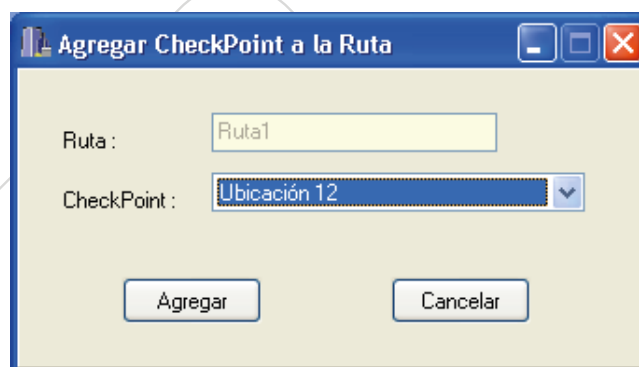 Agregar CheckPoint a la Ruta
Ruta : Ruta1
CheckPoint : Ubicación 12
Agregar Cancelar